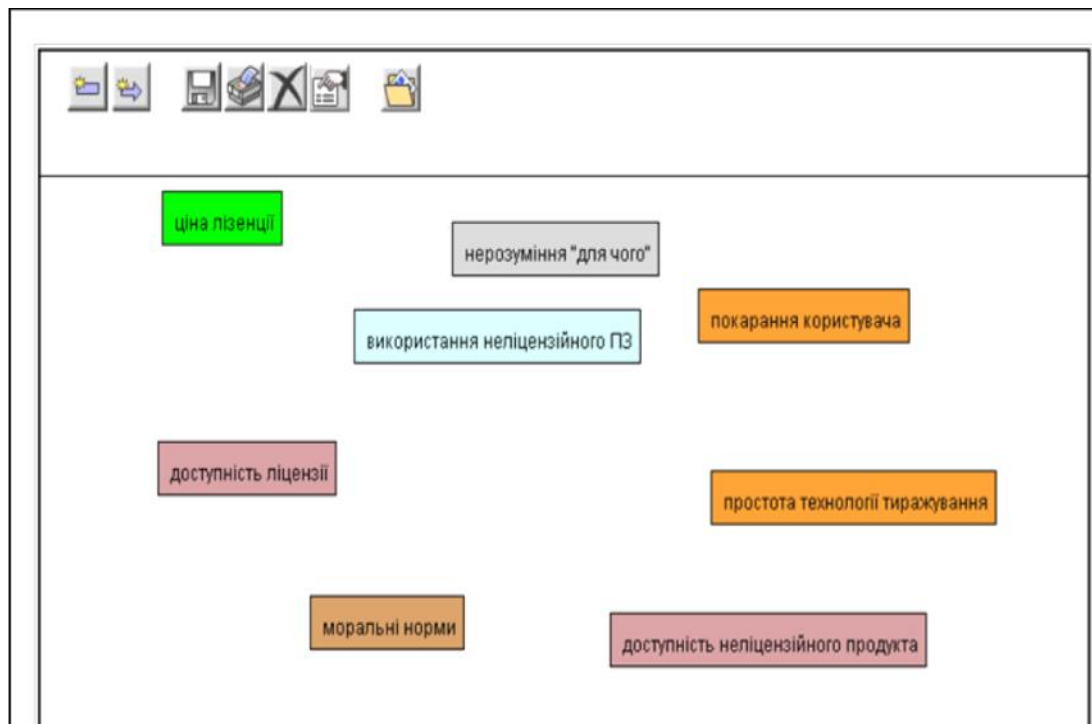 ціна лізенції
нерозуміння "для чого"
покарання користувача
використання неліцензійного ПЗ
доступність ліцензії
простота технології тиражування
моральні норми
доступність неліцензійного продукта